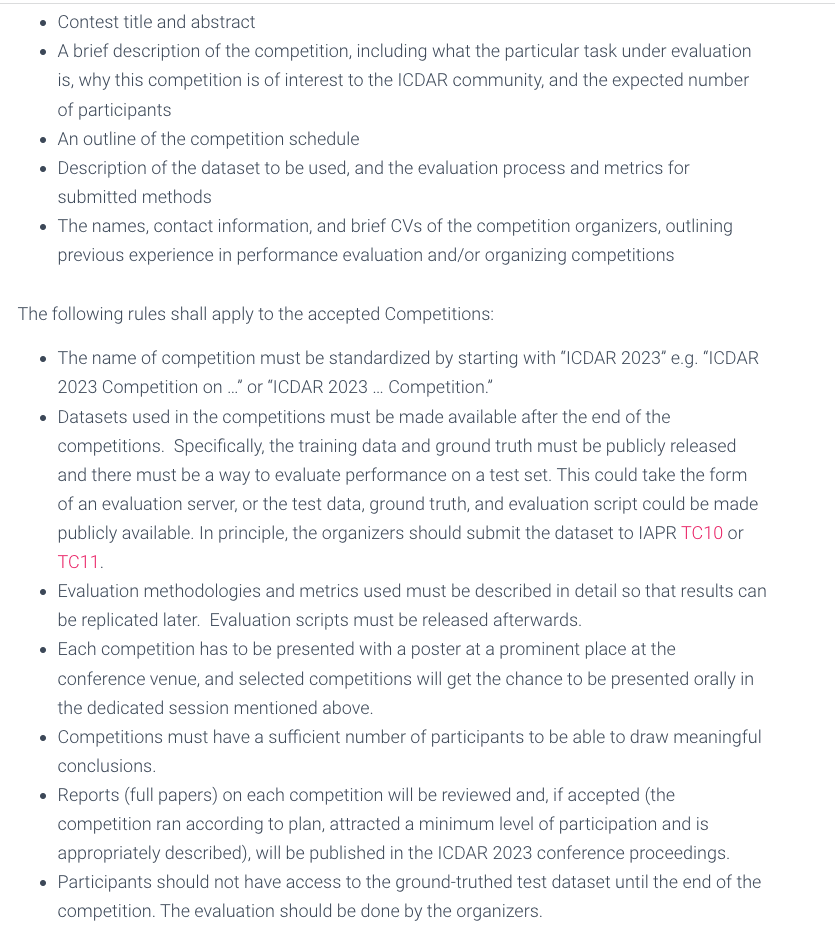 • Contest title and abstract
• A brief description of the competition, including what the particular task under evaluation
is, why this competition is of interest to the ICDAR community, and the expected number
of participants
• An outline of the competition schedule
• Description of the dataset to be used, and the evaluation process and metrics for
submitted methods
• The names, contact information, and brief CVs of the competition organizers, outlining
previous experience in performance evaluation and/or organizing competitions
The following rules shall apply to the accepted Competitions:
• The name of competition must be standardized by starting with “ICDAR 2023” e.g. “ICDAR
2023 Competition on …” or “ICDAR 2023 … Competition.”
• Datasets used in the competitions must be made available after the end of the
competitions.  Specifically, the training data and ground truth must be publicly released
and there must be a way to evaluate performance on a test set. This could take the form
of an evaluation server, or the test data, ground truth, and evaluation script could be made
publicly available. In principle, the organizers should submit the dataset to IAPR TC10 or
TC11.
• Evaluation methodologies and metrics used must be described in detail so that results can
be replicated later.  Evaluation scripts must be released afterwards.
• Each competition has to be presented with a poster at a prominent place at the
conference venue, and selected competitions will get the chance to be presented orally in
the dedicated session mentioned above.
• Competitions must have a sufficient number of participants to be able to draw meaningful
conclusions.
• Reports (full papers) on each competition will be reviewed and, if accepted (the
competition ran according to plan, attracted a minimum level of participation and is
appropriately described), will be published in the ICDAR 2023 conference proceedings.
• Participants should not have access to the ground-truthed test dataset until the end of the
competition. The evaluation should be done by the organizers.